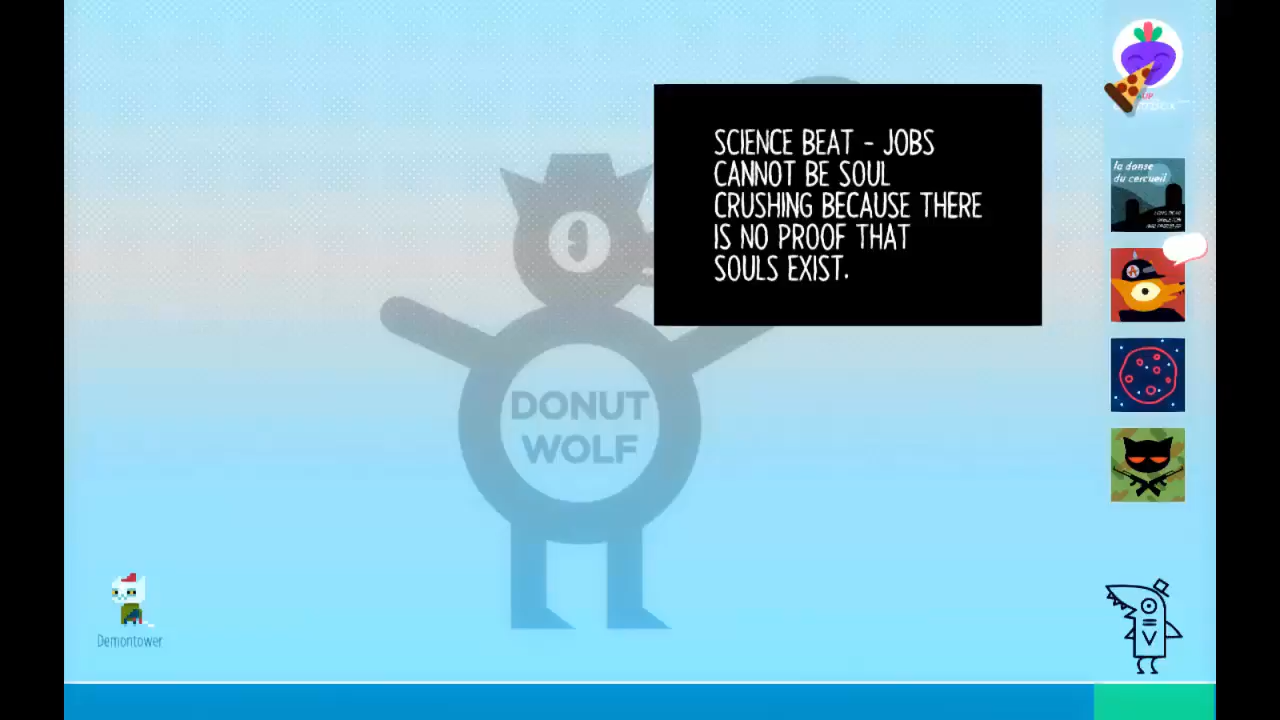 SCIENCE BEAT - JOBS
CANNOT BE SOUL
CRUSHING BECAUSE THERE
IS NO PROOF THAT
SOULS EXIST.
la danse
du cercueil
DONUT
WOLF
Demontower